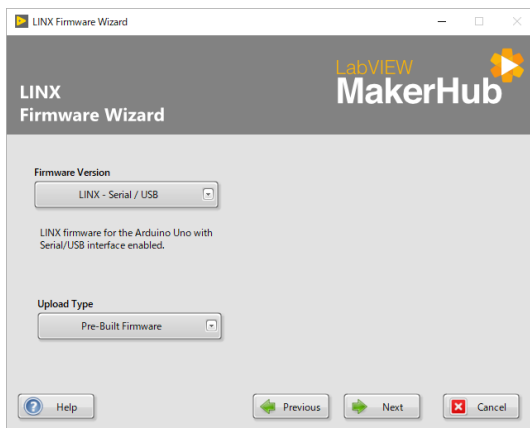 LINX Firmware Wizard
LabVIEW
MakerHub
LINX
Firmware Wizard
Firmware Version
LINX - Serial / USB
LINX firmware for the Arduino Uno with
Serial/USB interface enabled.
Upload Type
Pre-Built Firmware
Help
Previous
Next
Cancel